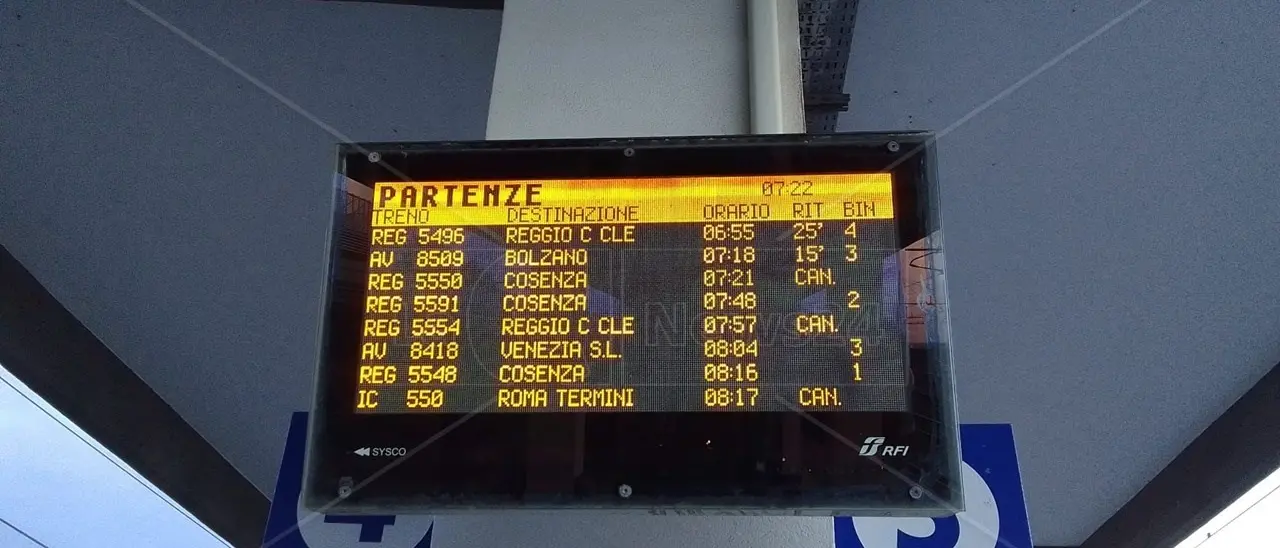 PARTENZE 07:22
TRENO DESTINAZIONE ORARIO RIT BIN
REG 5496 REGGIO C CLE 06:55 25' 4
AV 8509 BOLZANO 07:18 15' 3
REG 5550 COSENZA 07:21 CAN.
REG 5591 COSENZA 07:48 2
REG 5554 REGGIO C CLE 07:57 CAN.
AV 8418 VENEZIA S.L. 08:04 3
REG 5548 COSENZA 08:16 1
IC 550 ROMA TERMINI 08:17 CAN.
SYSCO RFI
4 3
News24